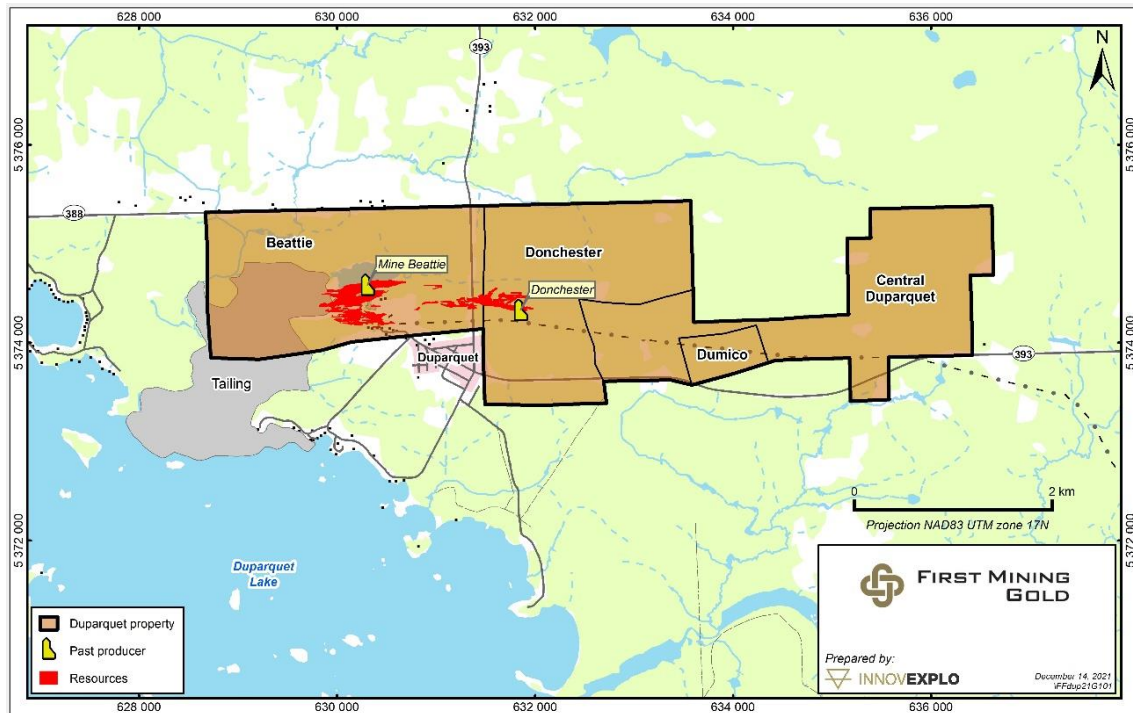 628 000
630 000
632 000
634 000
636 000
N
393
5 376 000
5 376 000
388
Beattie
Mine Beattie
Donchester
Donchester
Central
Duparquet
5 374 000
5 374 000
393
Duparquet
Dumico
Tailing
0
2 km
Projection NAD83 UTM zone 17N
5 372 000
5 372 000
Duparquet
Lake
FIRST MINING
GOLD
Duparquet property
Past producer
Resources
Prepared by:
INNOVEXPLO
December 14, 2021
\FFdup21G101
628 000
630 000
632 000
634 000
636 000